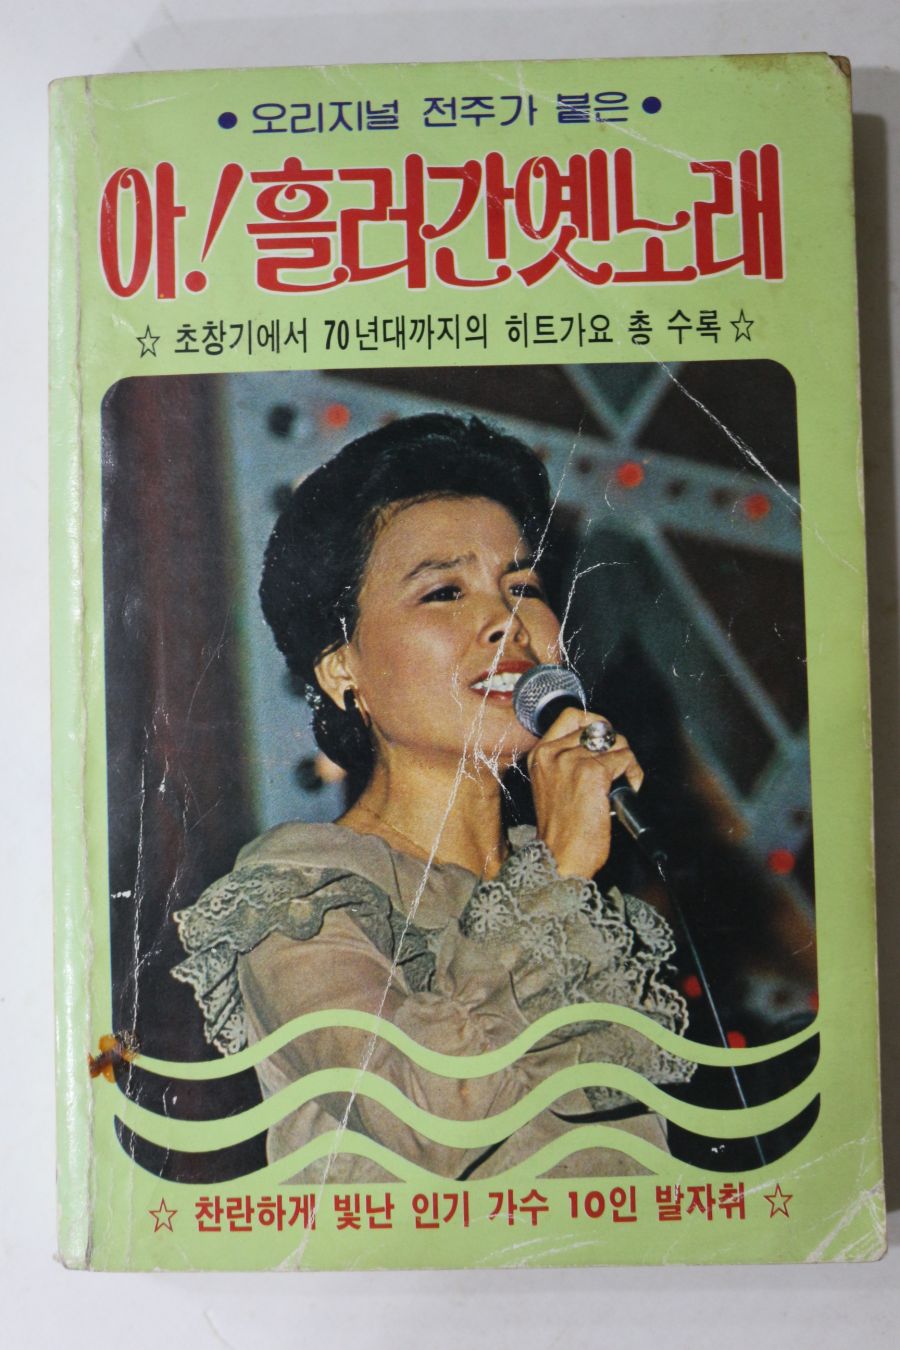 • 오리지널 전주가 붙은 •
아! 흘러간 옛노래
☆ 초창기에서 70년대까지의 히트가요 총 수록 ☆
☆ 찬란하게 빛난 인기 가수 10인 발자취 ☆